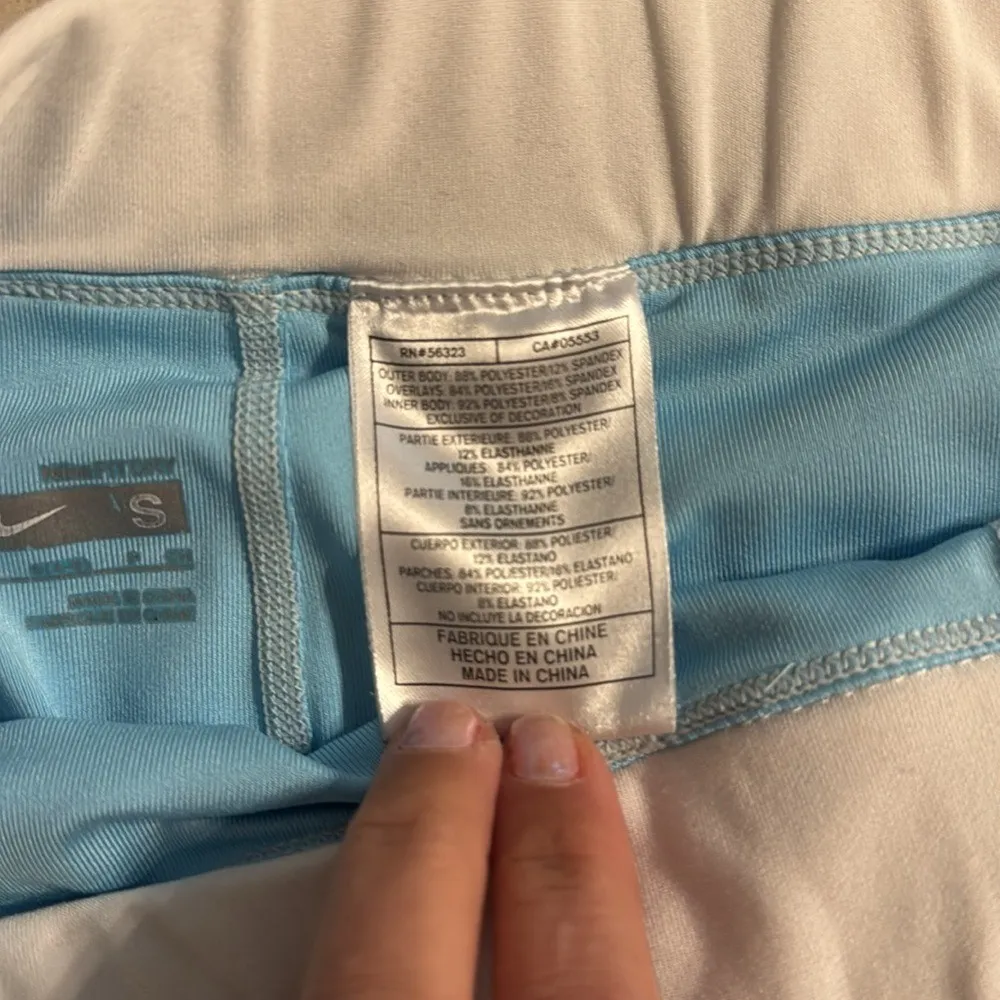 RN#56323 CA#05553
OUTER BODY: 88% POLYESTER/12% SPANDEX
OVERLAYS: 84% POLYESTER/16% SPANDEX
INNER BODY: 92% POLYESTER/8% SPANDEX
EXCLUSIVE OF DECORATION
PARTIE EXTERIEURE: 88% POLYESTER/
12% ELASTHANNE
APPLIQUES: 84% POLYESTER/
16% ELASTHANNE
PARTIE INTERIEURE: 92% POLYESTER/
8% ELASTHANNE
SANS ORNEMENTS
CUERPO EXTERIOR: 88% POLIESTER/
12% ELASTANO
PARCHES: 84% POLIESTER/16% ELASTANO
CUERPO INTERIOR: 92% POLIESTER/
8% ELASTANO
NO INCLUYE LA DECORACION
FABRIQUE EN CHINE
HECHO EN CHINA
MADE IN CHINA
FIT DRY
S